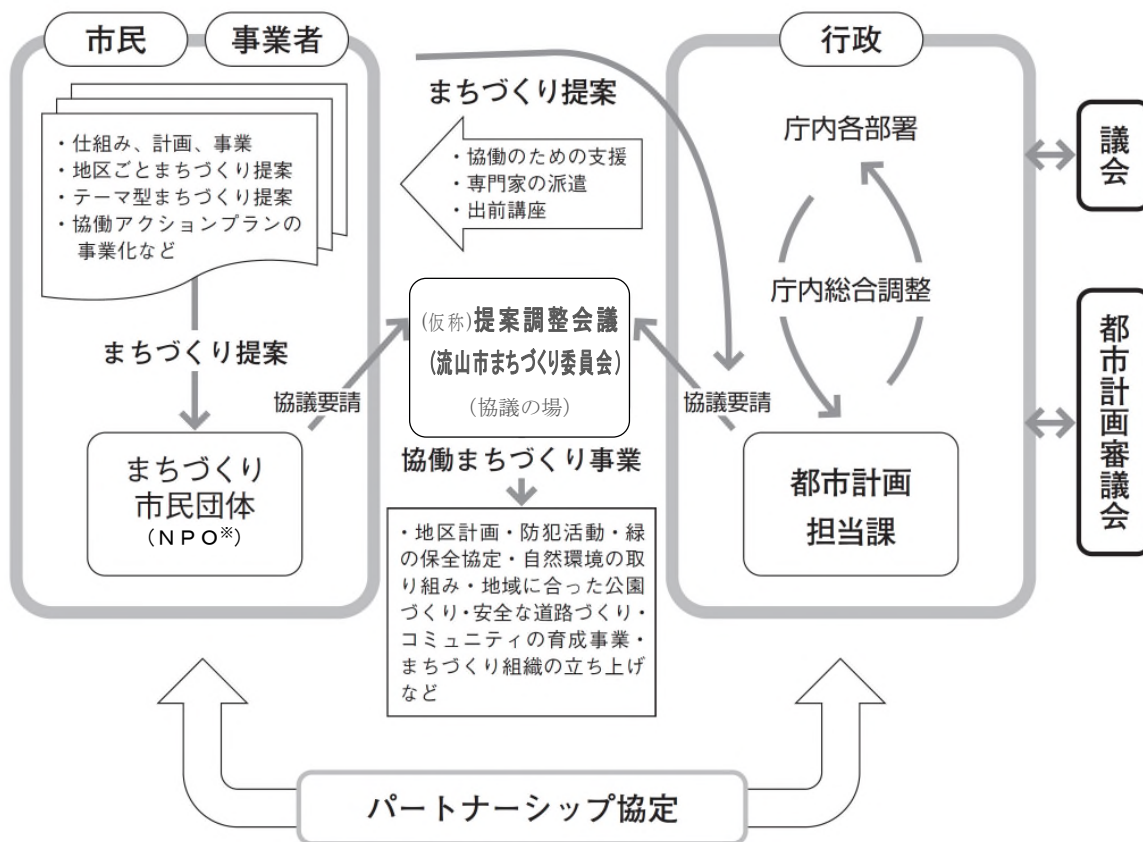 市民
事業者
・仕組み、計画、事業
・地区ごとまちづくり提案
・テーマ型まちづくり提案
・協働アクションプランの
事業化など
まちづくり提案
まちづくり
市民団体
(NPO※)
まちづくり提案
・協働のための支援
・専門家の派遣
・出前講座
(仮称)提案調整会議
(流山市まちづくり委員会)
(協議の場)
協議要請
協議要請
協働まちづくり事業
・地区計画・防犯活動・緑
の保全協定・自然環境の取
り組み・地域に合った公園
づくり・安全な道路づくり・
コミュニティの育成事業・
まちづくり組織の立ち上げ
など
行政
庁内各部署
庁内総合調整
都市計画
担当課
議会
都市計画審議会
パートナーシップ協定